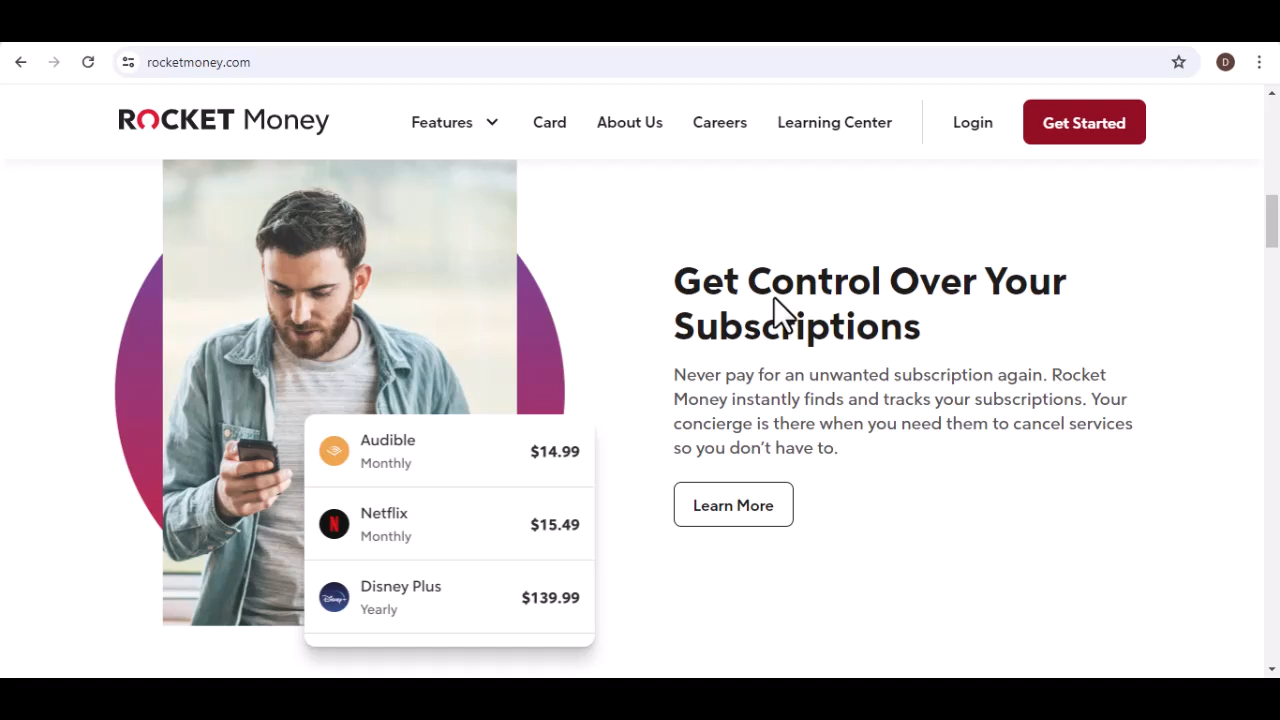 rocketmoney.com
D
ROCKET Money
Features
Card
About Us
Careers
Learning Center
Login
Get Started
Get Control Over Your
Subscriptions
Never pay for an unwanted subscription again. Rocket
Money instantly finds and tracks your subscriptions. Your
concierge is there when you need them to cancel services
so you don’t have to.
Learn More
Audible
Monthly
$14.99
N
Netflix
Monthly
$15.49
Disney+
Disney Plus
Yearly
$139.99